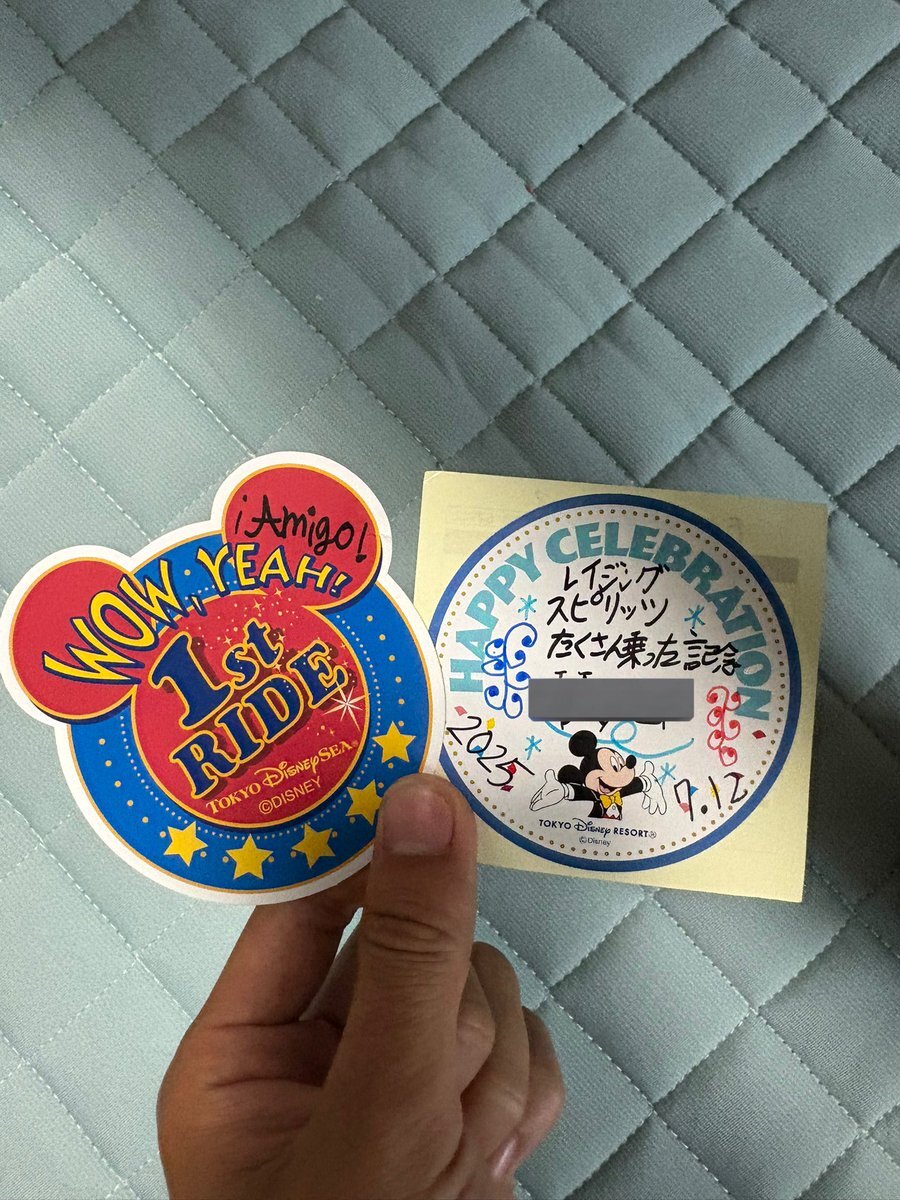 ¡Amigo!
WOW, YEAH!
1st
RIDE
TOKYO DISNEYSEA
©DISNEY
HAPPY CELEBRATION
レイジング
スピリッツ
たくさん乗った記念
2025
7.12
TOKYO Disney RESORT®
©Disney